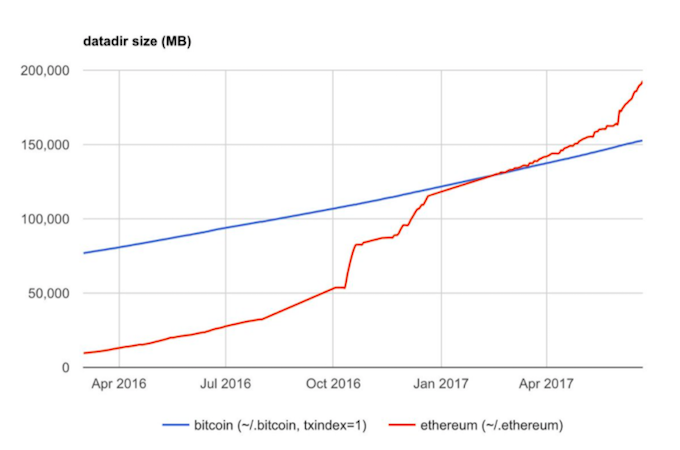 datadir size (MB)
200,000
150,000
100,000
50,000
0
Apr 2016 Jul 2016 Oct 2016 Jan 2017 Apr 2017
bitcoin (~/.bitcoin, txindex=1) ethereum (~/.ethereum)